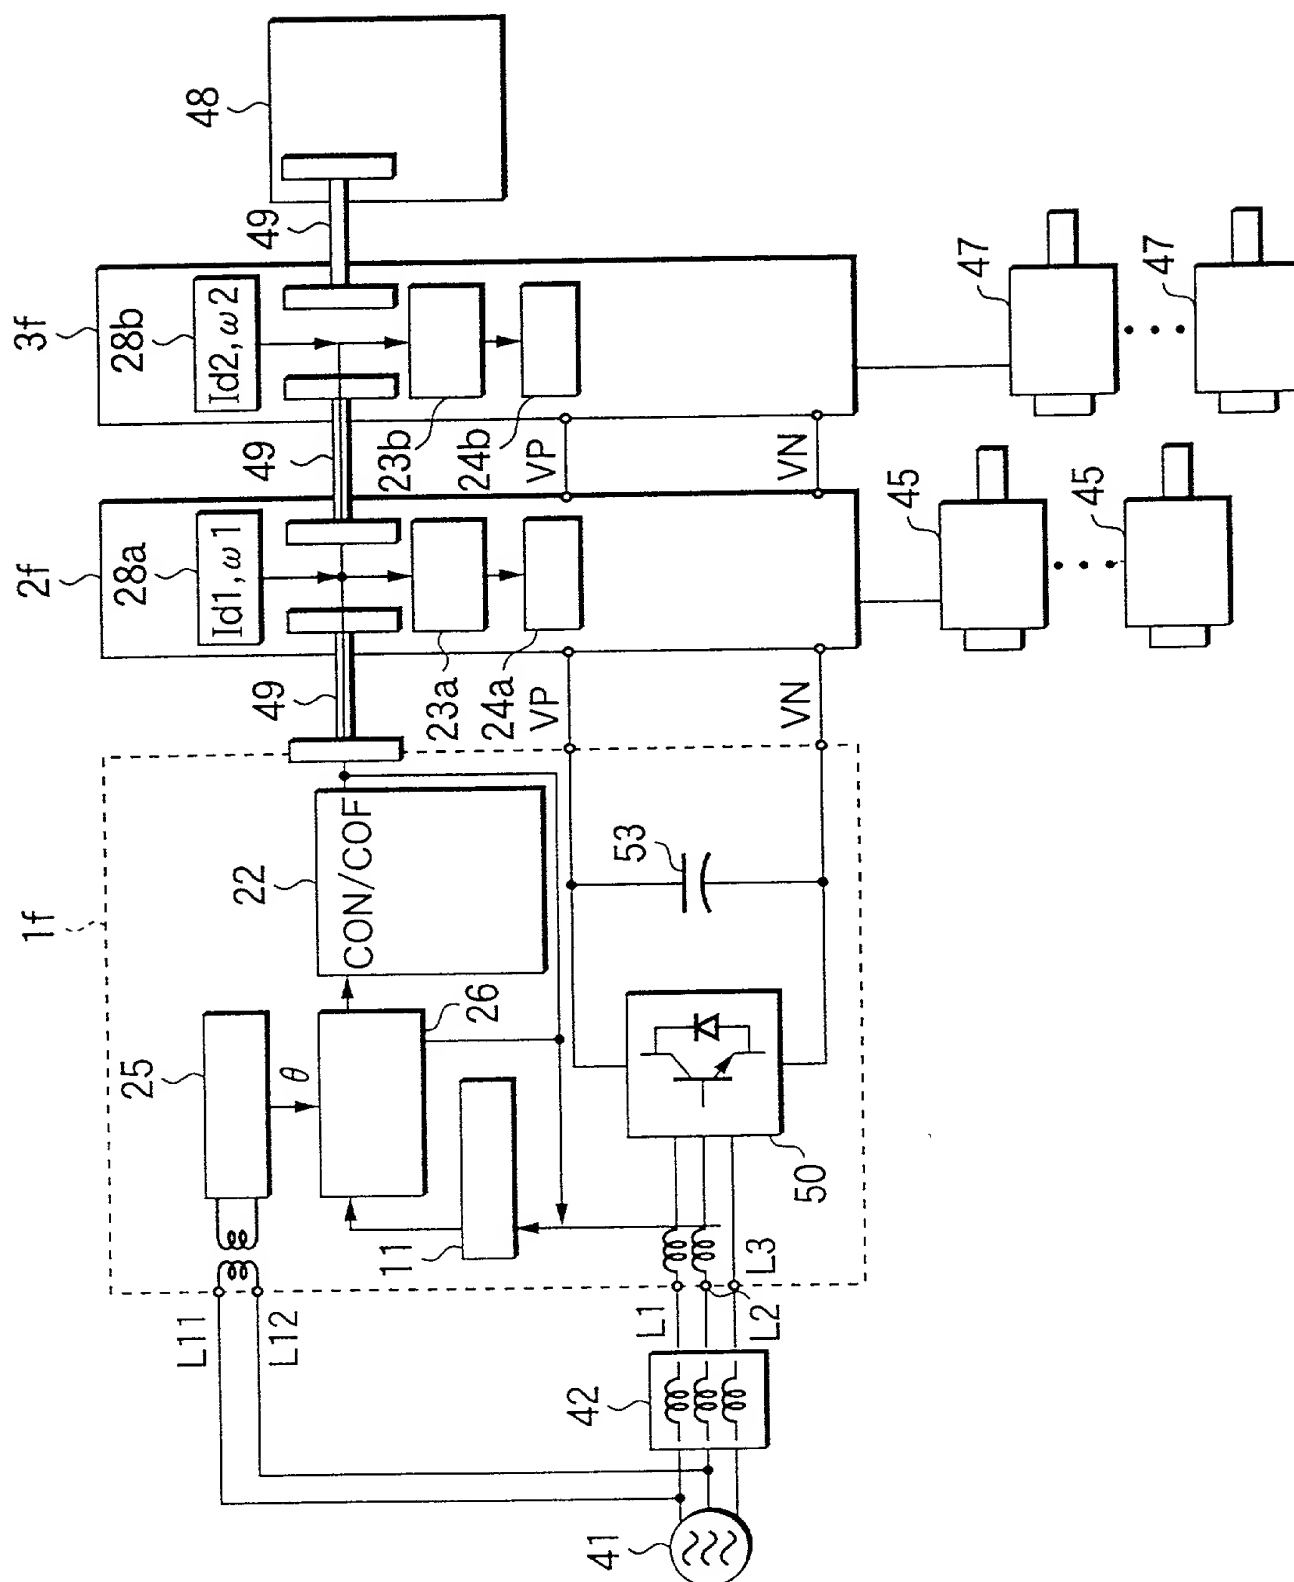 1f
2f
3f
48
25
22
28a
28b
Id1,ω1
Id2,ω2
49
49
49
θ
CON/COF
26
L11
L12
11
23a
23b
24a
24b
VP
VP
53
50
VN
VN
L1
L2
L3
42
41
45
45
47
47